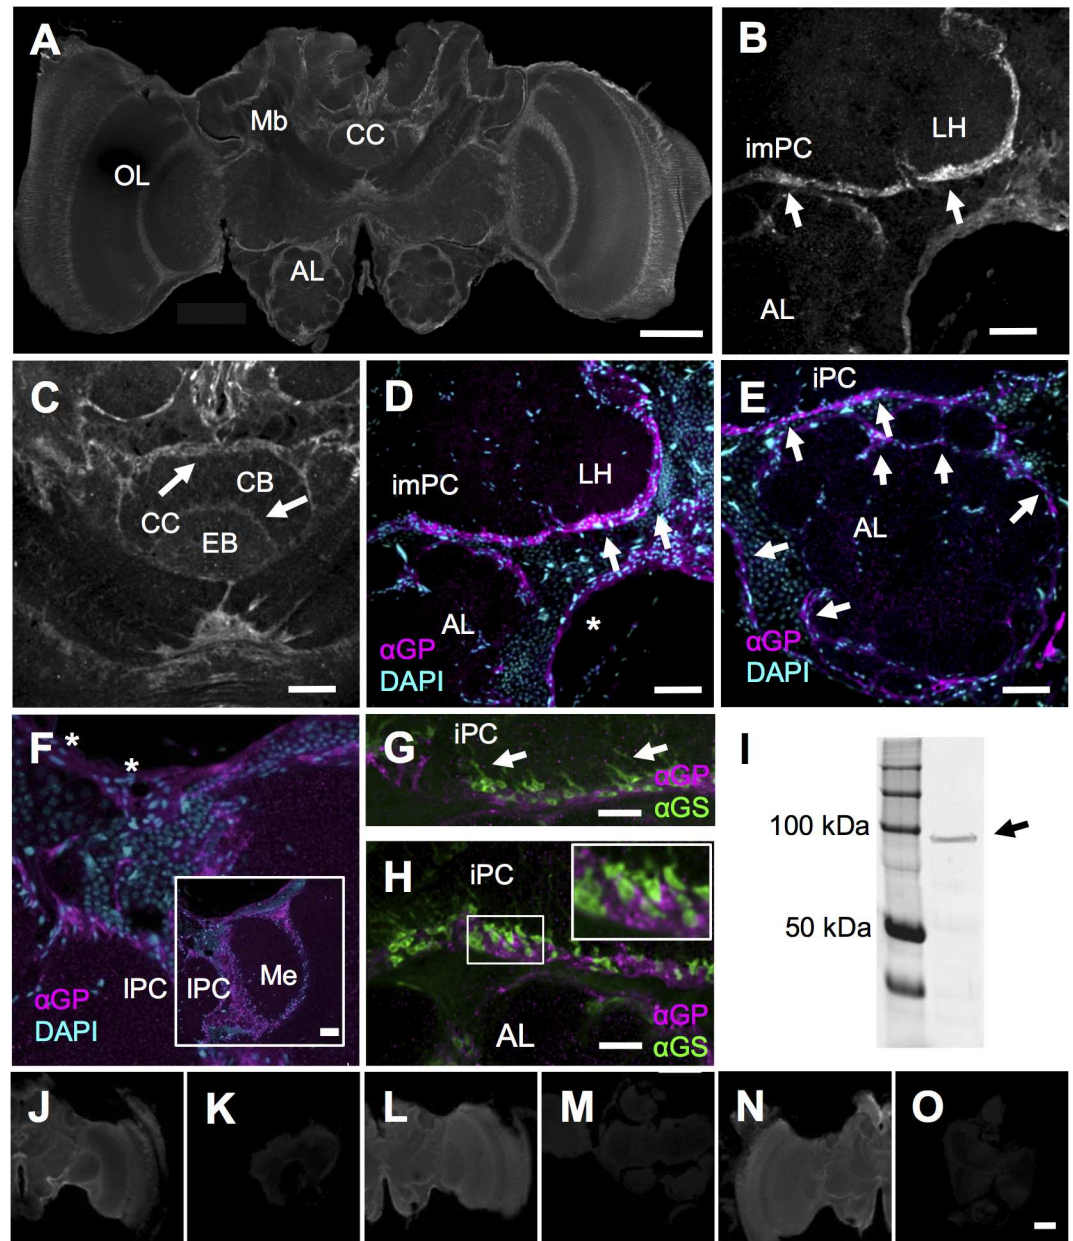 A
Mb
CC
OL
AL
B
LH
imPC
AL
C
CB
CC
EB
D
LH
imPC
AL
αGP
DAPI
*
E
iPC
AL
αGP
DAPI
F
*
*
lPC
lPC
Me
αGP
DAPI
G
iPC
αGP
αGS
H
iPC
AL
αGP
αGS
I
100 kDa
50 kDa
J
K
L
M
N
O